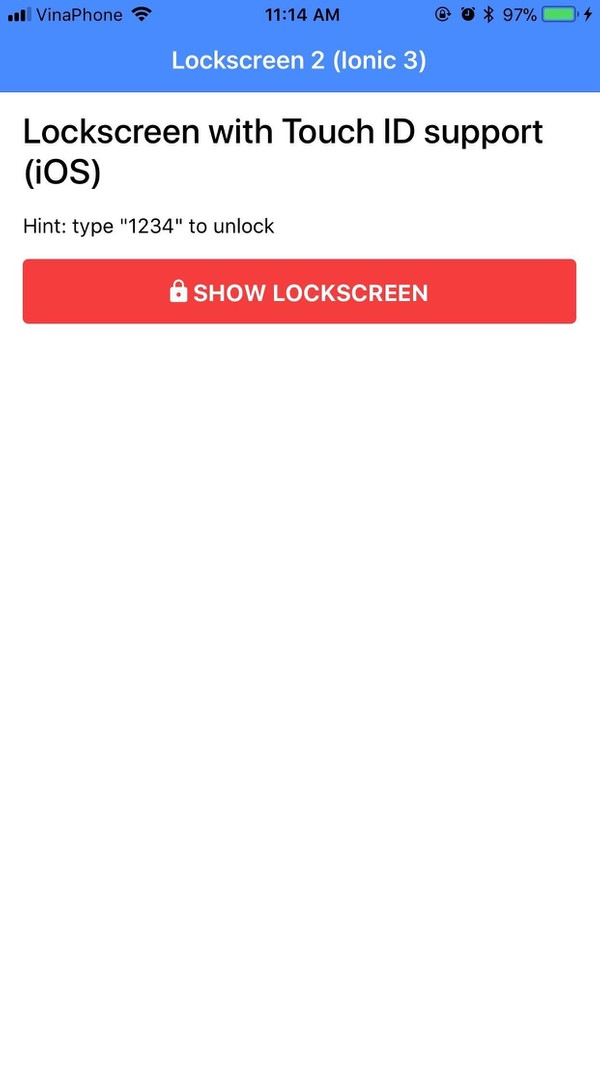 VinaPhone 11:14 AM 97%
Lockscreen 2 (Ionic 3)
Lockscreen with Touch ID support
(iOS)
Hint: type "1234" to unlock
SHOW LOCKSCREEN